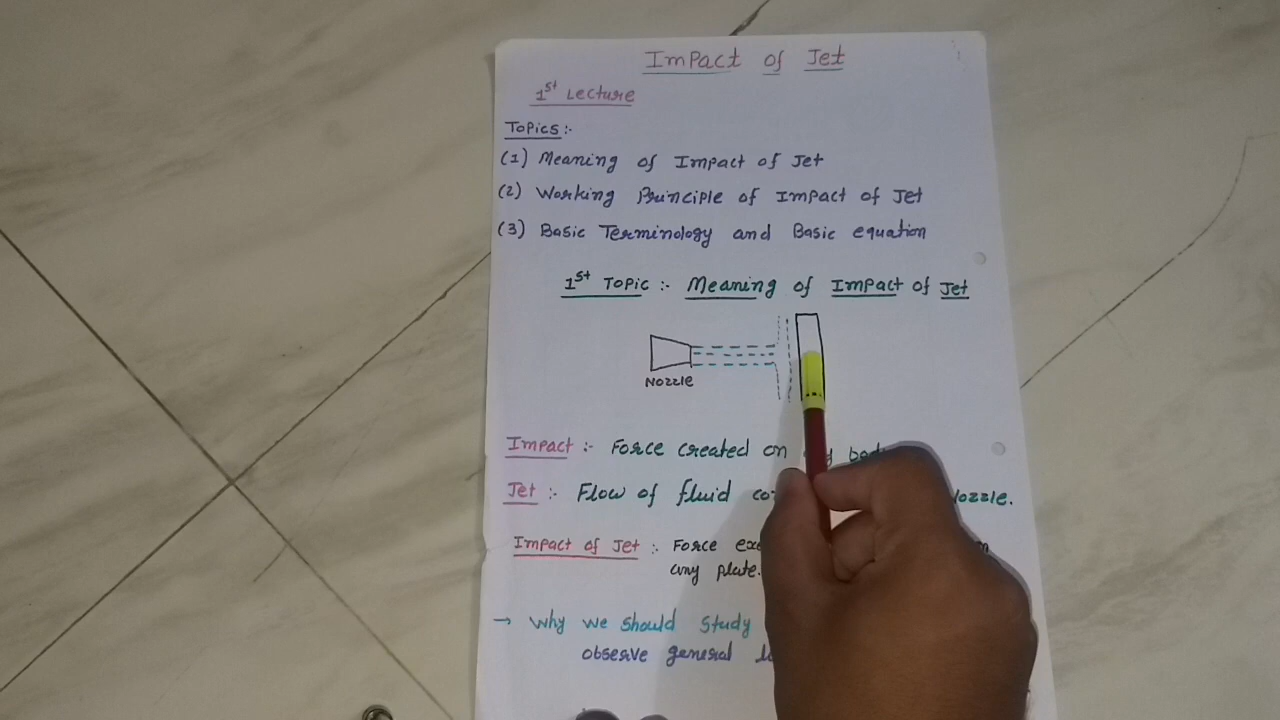 Impact of Jet
1st Lecture
Topics:-
(1) Meaning of Impact of Jet
(2) Working Principle of Impact of Jet
(3) Basic Terminology and Basic equation
1st Topic :- Meaning of Impact of Jet
Nozzle
Impact :- Force created on
Jet :- Flow of fluid
Impact of Jet :- Force
any plate.
→ Why we should study
observe general